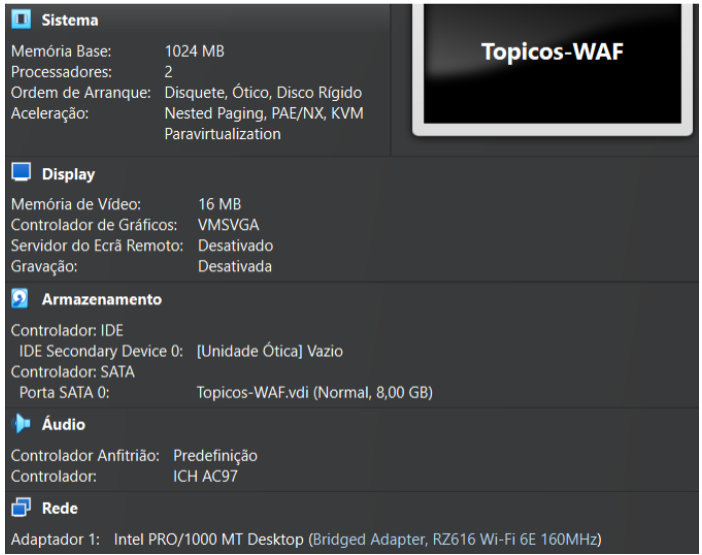 Sistema
Memória Base: 1024 MB
Processadores: 2
Ordem de Arranque: Disquete, Ótico, Disco Rígido
Aceleração: Nested Paging, PAE/NX, KVM
Paravirtualization
Topicos-WAF
Display
Memória de Vídeo: 16 MB
Controlador de Gráficos: VMSVGA
Servidor do Ecrã Remoto: Desativado
Gravação: Desativada
Armazenamento
Controlador: IDE
IDE Secondary Device 0: [Unidade Ótica] Vazio
Controlador: SATA
Porta SATA 0: Topicos-WAF.vdi (Normal, 8,00 GB)
Áudio
Controlador Anfitrião: Predefinição
Controlador: ICH AC97
Rede
Adaptador 1: Intel PRO/1000 MT Desktop (Bridged Adapter, RZ616 Wi-Fi 6E 160MHz)